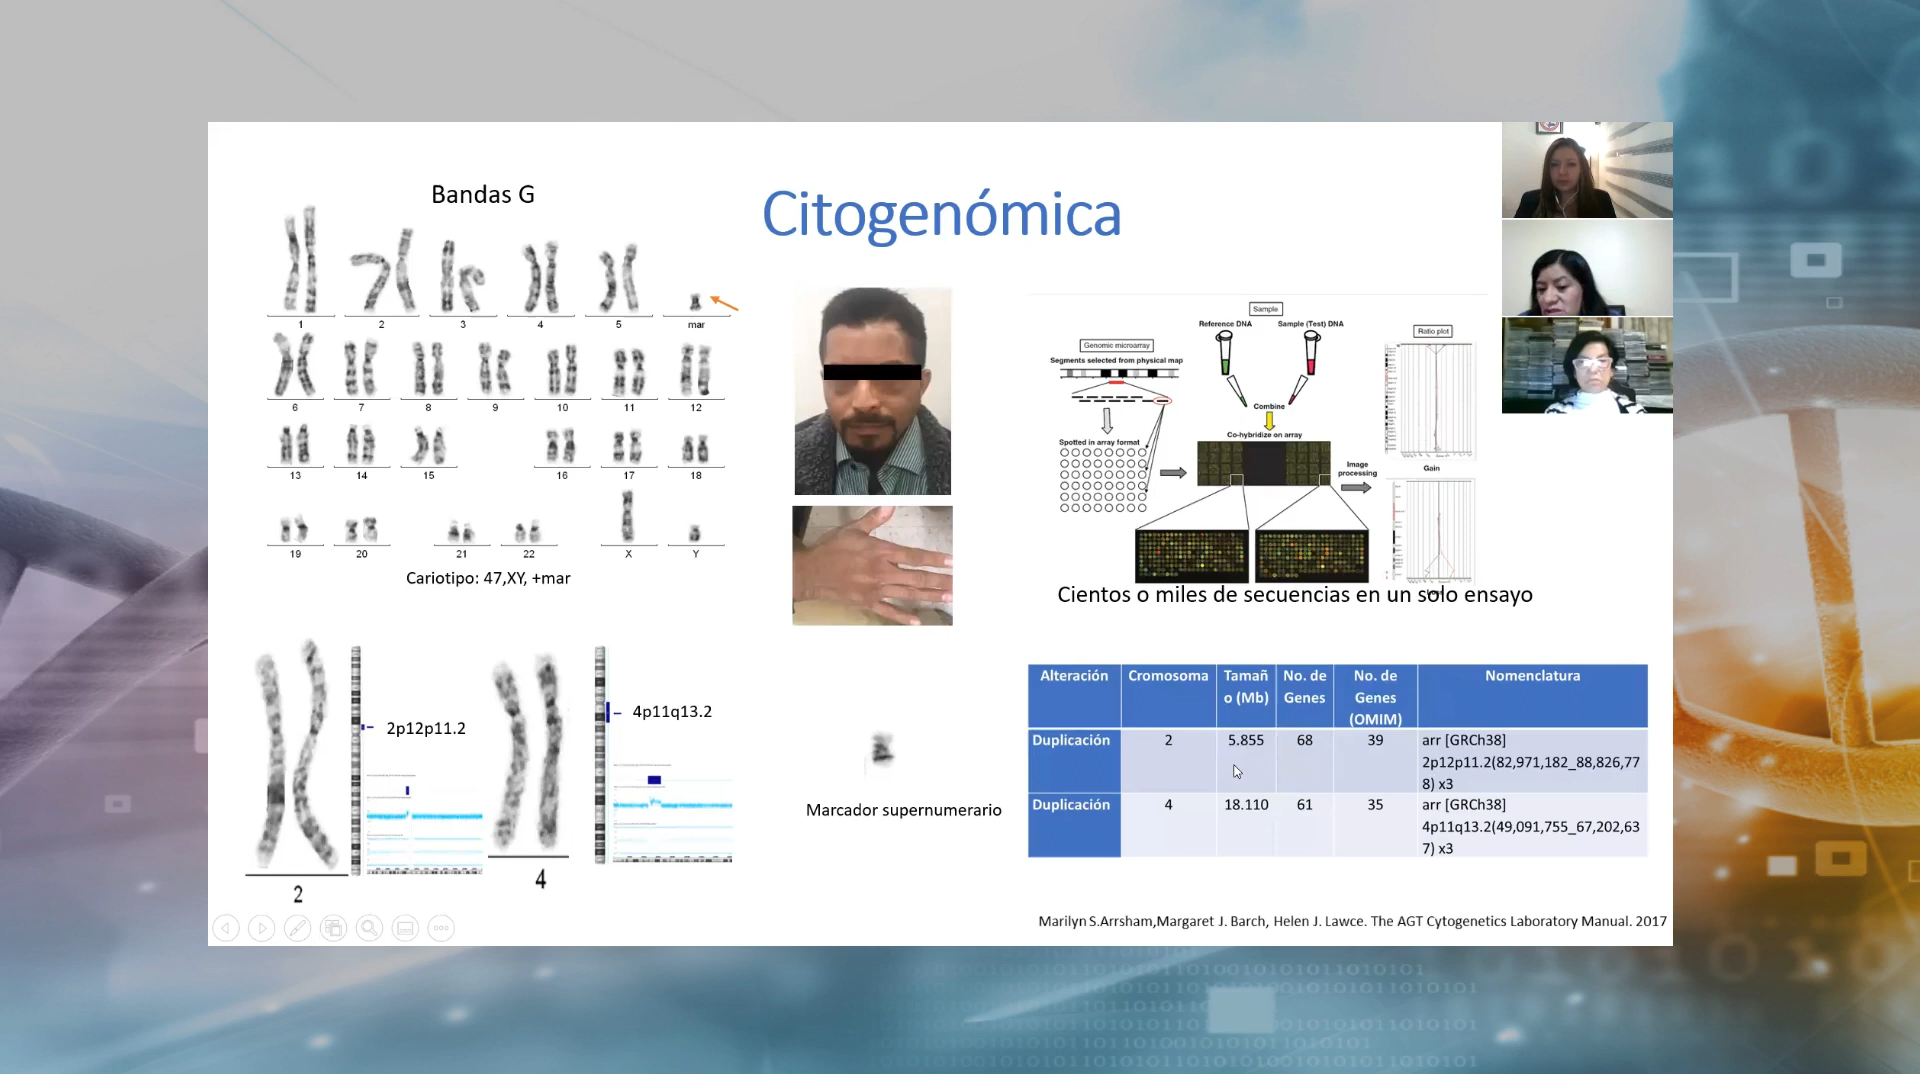 Bandas G
Citogenómica
1 2 3 4 5 mar
6 7 8 9 10 11 12
13 14 15 16 17 18
19 20 21 22 X Y
Cariotipo: 47,XY, +mar
Sample
Reference DNA
Sample (Test) DNA
Ratio plot
Genomic microarray
Segments selected from physical map
Combine
Spotted in array format
Co-hybridize on array
Image
processing
Gain
Cientos o miles de secuencias en un solo ensayo
2p12p11.2
4p11q13.2
2
4
Marcador supernumerario
Alteración Cromosoma Tamañ No. de No. de Nomenclatura
o (Mb) Genes Genes
(OMIM)
Duplicación 2 5.855 68 39 arr [GRCh38]
2p12p11.2(82,971,182_88,826,77
8) x3
Duplicación 4 18.110 61 35 arr [GRCh38]
4p11q13.2(49,091,755_67,202,63
7) x3
Marilyn S.Arrsham,Margaret J. Barch, Helen J. Lawce. The AGT Cytogenetics Laboratory Manual. 2017